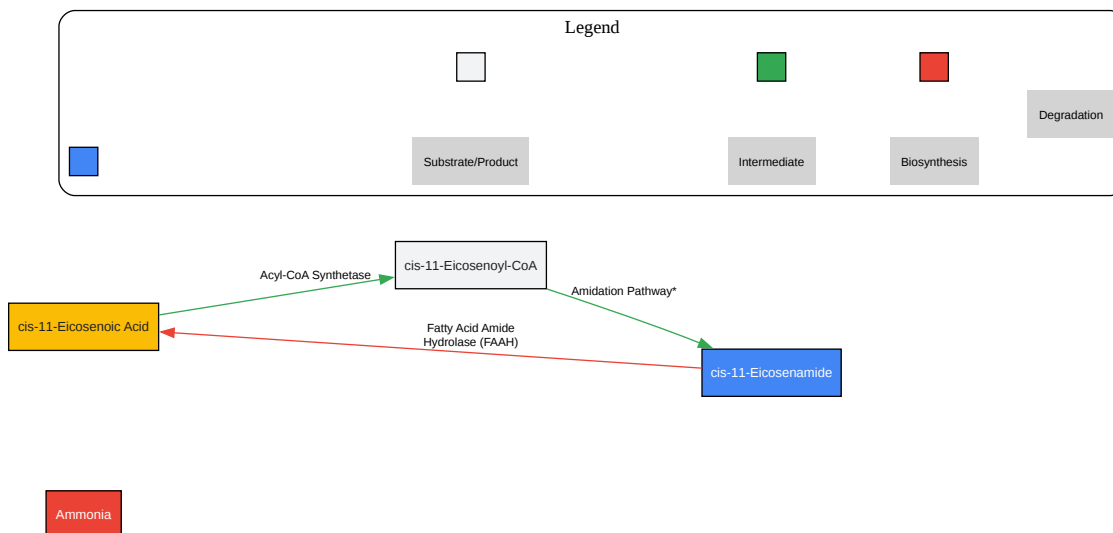 Legend
Degradation
Substrate/Product
Intermediate
Biosynthesis
cis-11-Eicosenoyl-CoA
Acyl-CoA Synthetase
Amidation Pathway*
cis-11-Eicosenoic Acid
Fatty Acid Amide
Hydrolase (FAAH)
cis-11-Eicosenamide
Ammonia